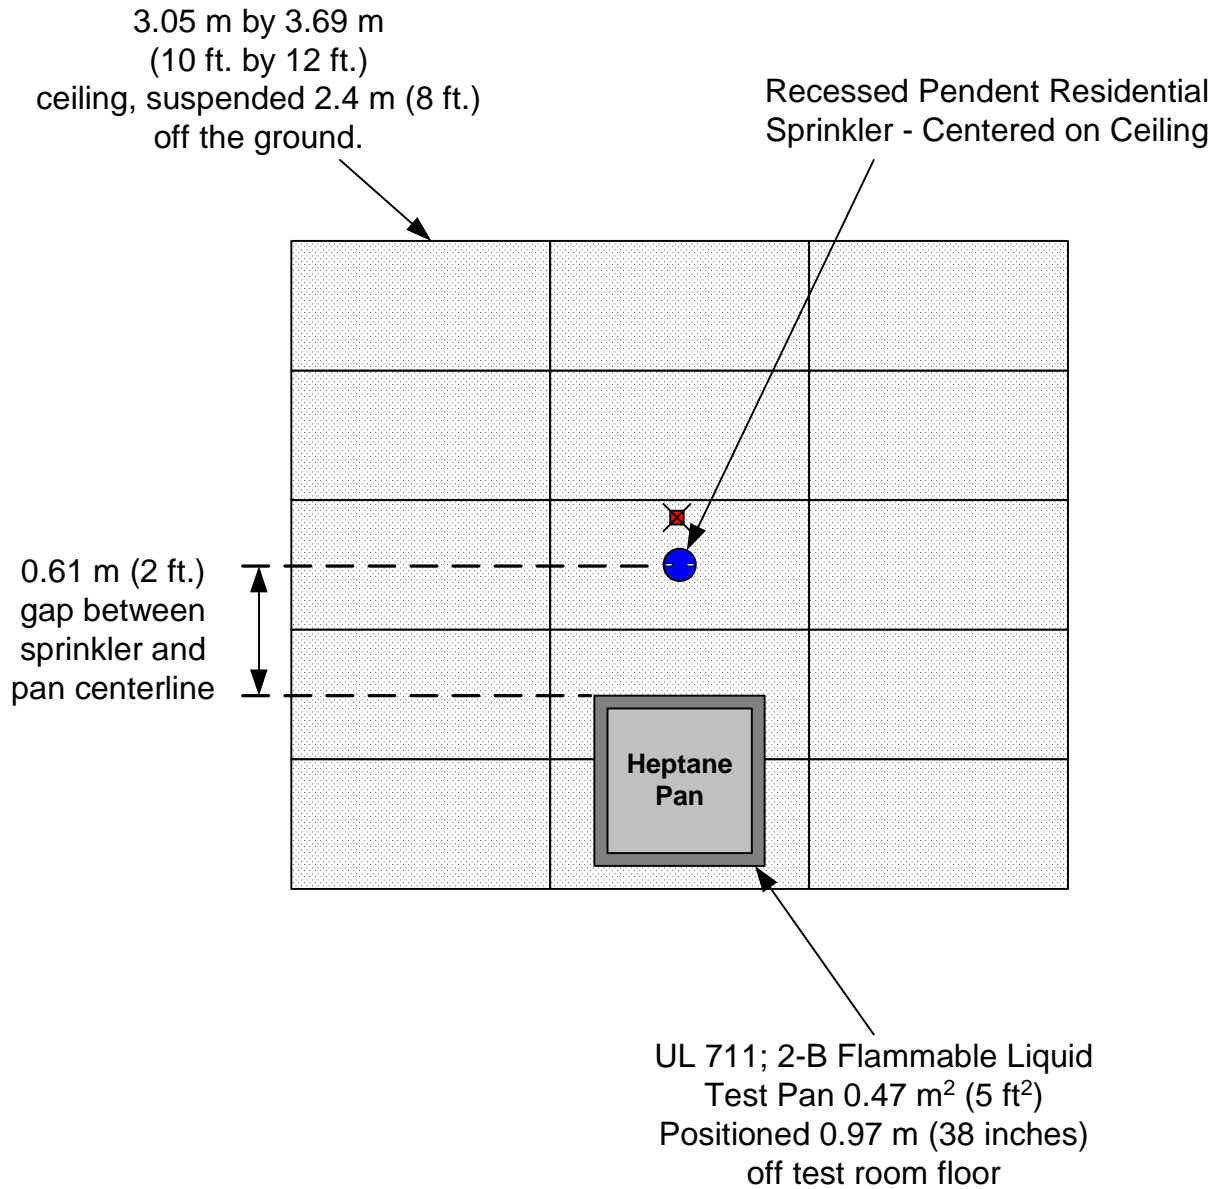 3.05 m by 3.69 m
(10 ft. by 12 ft.)
ceiling, suspended 2.4 m (8 ft.)
off the ground.
Recessed Pendent Residential
Sprinkler - Centered on Ceiling
0.61 m (2 ft.)
gap between
sprinkler and
pan centerline
Heptane
Pan
UL 711; 2-B Flammable Liquid
Test Pan 0.47 m² (5 ft²)
Positioned 0.97 m (38 inches)
off test room floor